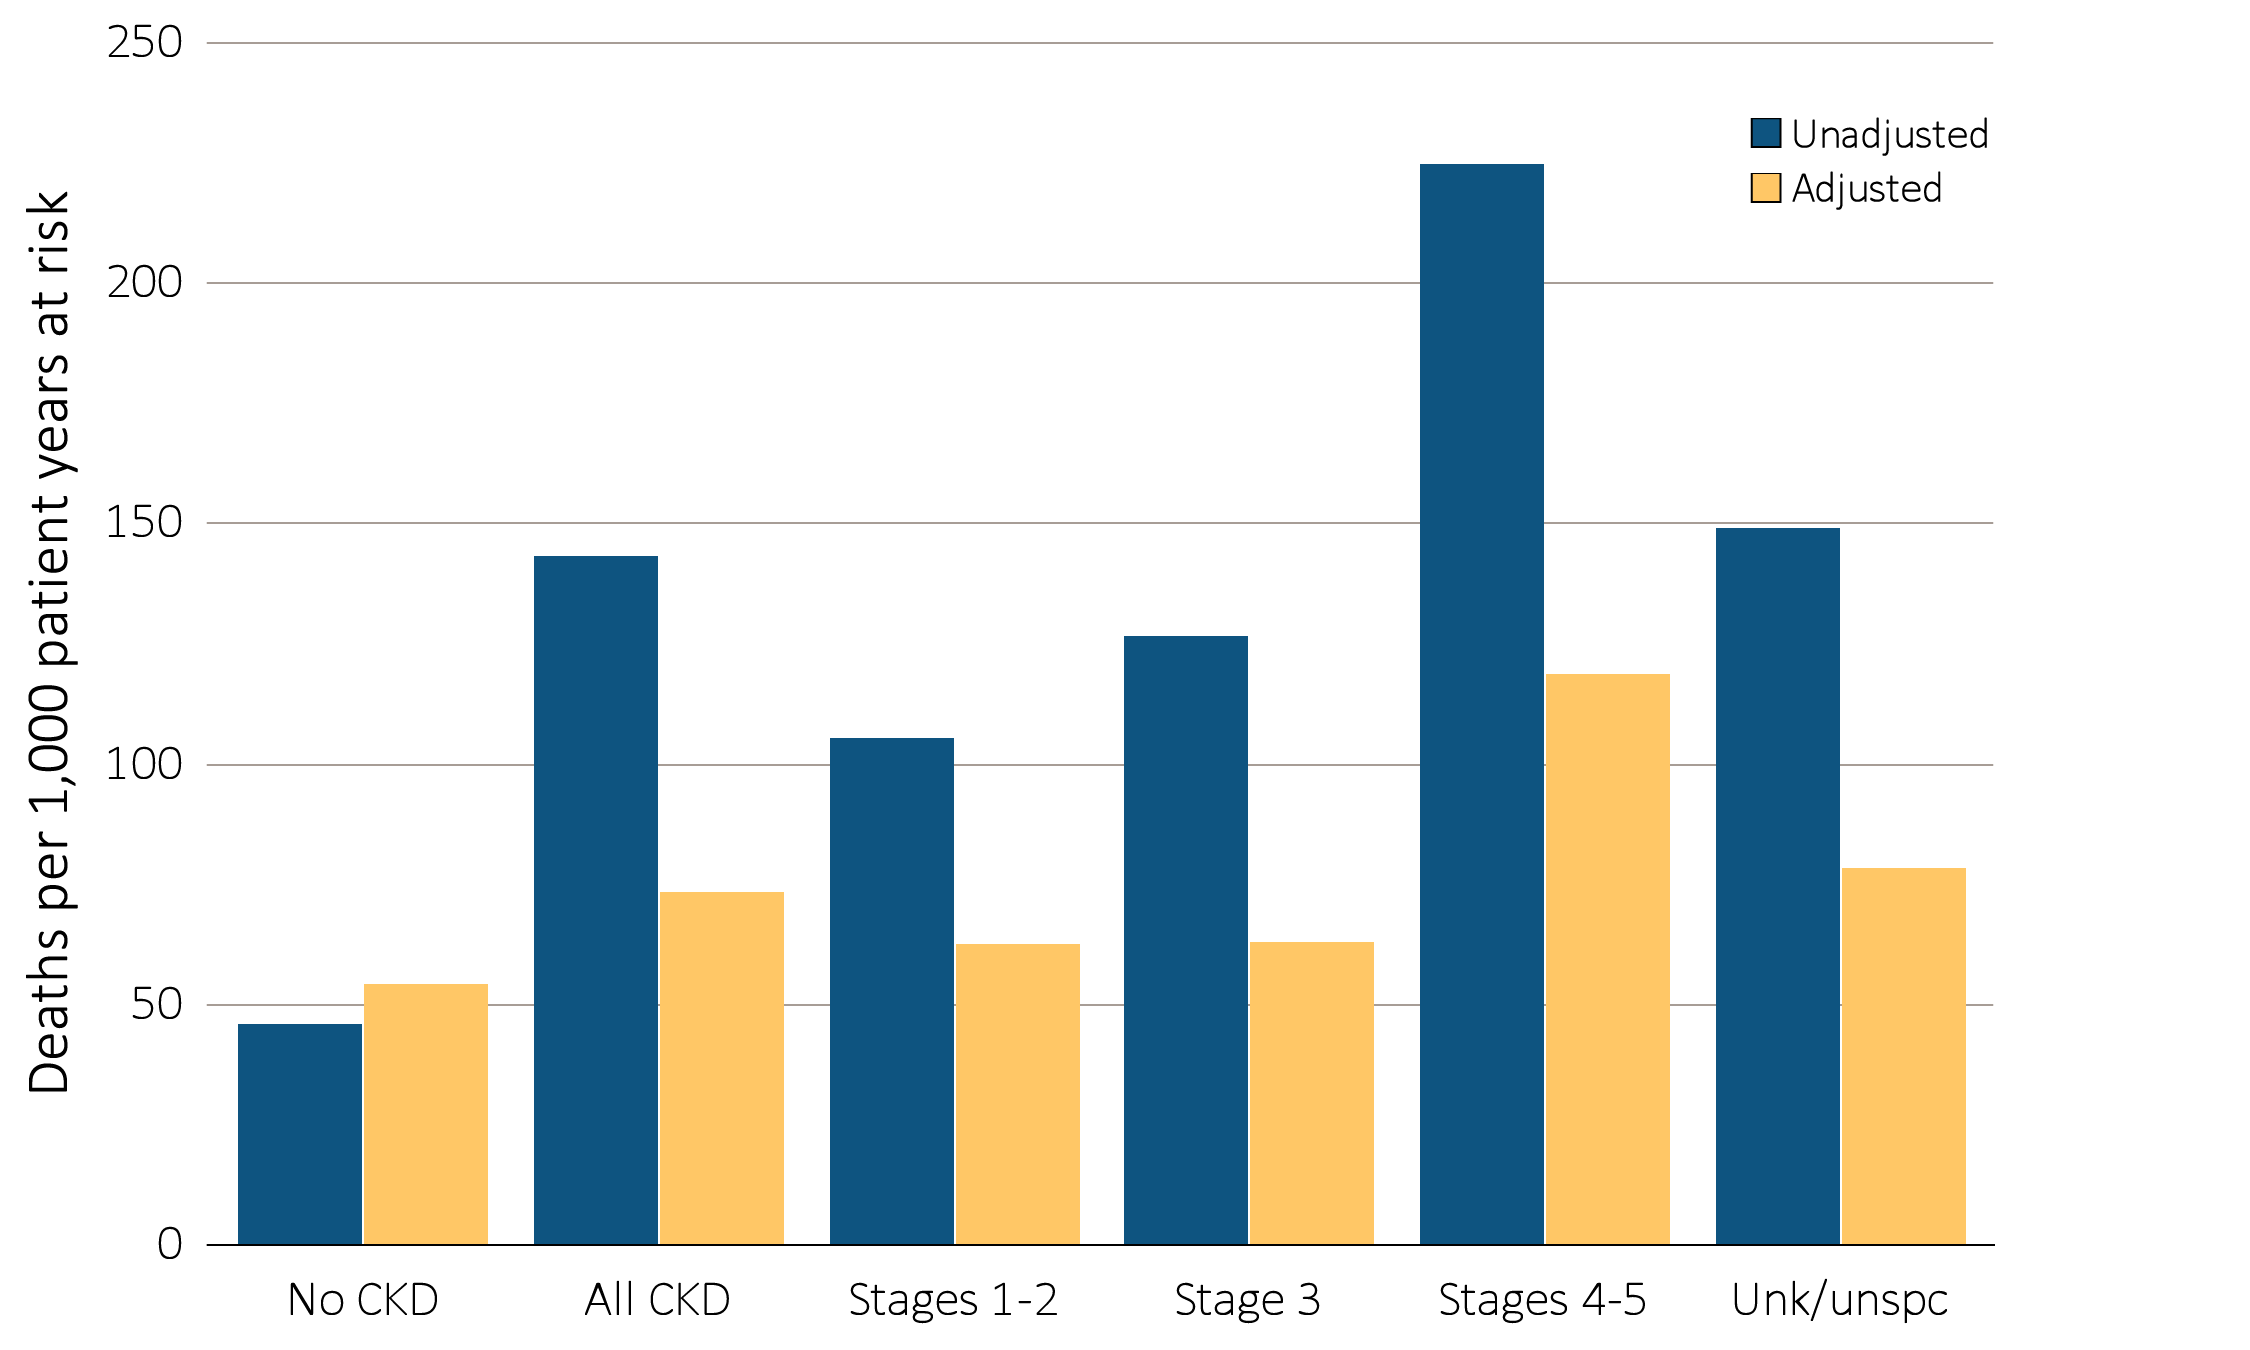 250
200
150
100
50
0
Deaths per 1,000 patient years at risk
Unadjusted
Adjusted
No CKD
All CKD
Stages 1-2
Stage 3
Stages 4-5
Unk/unspc